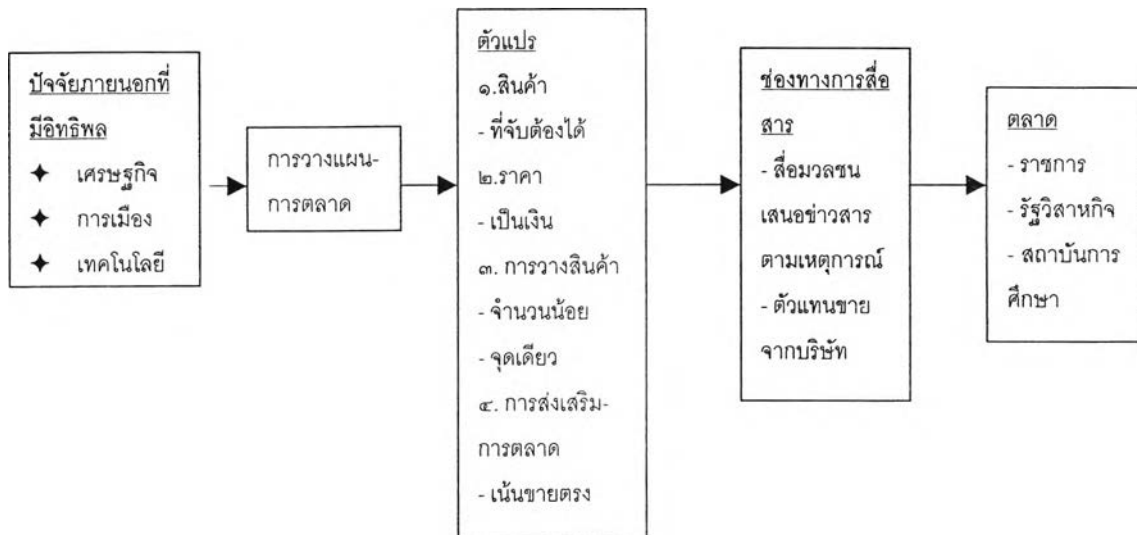 ปัจจัยภายนอกที่
มีอิทธิพล
✦ เศรษฐกิจ
✦ การเมือง
✦ เทคโนโลยี
การวางแผน-
การตลาด
ตัวแปร
๑.สินค้า
- ที่จับต้องได้
๒.ราคา
- เป็นเงิน
๓. การวางสินค้า
- จำนวนน้อย
- จุดเดียว
๔. การส่งเสริม-
การตลาด
- เน้นขายตรง
ช่องทางการสื่อ
สาร
- สื่อมวลชน
เสนอข่าวสาร
ตามเหตุการณ์
- ตัวแทนขาย
จากบริษัท
ตลาด
- ราชการ
- รัฐวิสาหกิจ
- สถาบันการ
ศึกษา